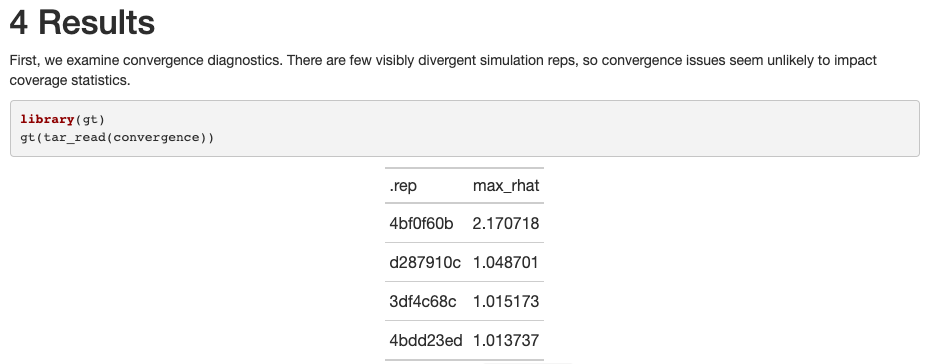 4 Results
First, we examine convergence diagnostics. There are few visibly divergent simulation reps, so convergence issues seem unlikely to impact
coverage statistics.
library(gt)
gt(tar_read(convergence))
.rep max_rhat
4bf0f60b 2.170718
d287910c 1.048701
3df4c68c 1.015173
4bdd23ed 1.013737